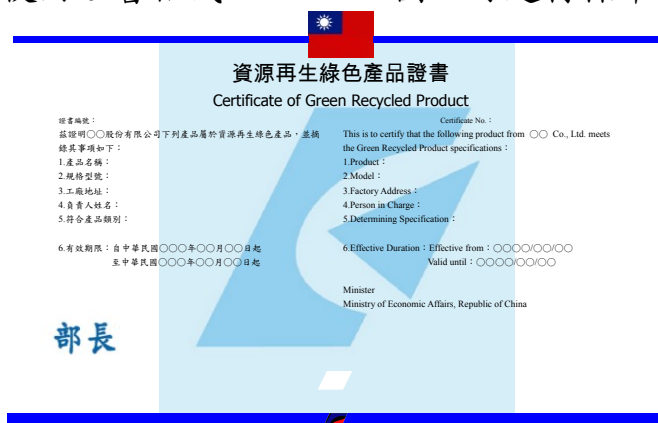 資源再生綠色產品證書
Certificate of Green Recycled Product
證書編號：
茲證明○○股份有限公司下列產品屬於資源再生綠色產品，並摘
錄其事項如下：
1.產品名稱：
2.規格型號：
3.工廠地址：
4.負責人姓名：
5.符合產品類別：
6.有效期限：自中華民國○○○年○○月○○日起
至中華民國○○○年○○月○○日起
部長
Certificate No.：
This is to certify that the following product from ○○ Co., Ltd. meets
the Green Recycled Product specifications：
1.Product：
2.Model：
3.Factory Address：
4.Person in Charge：
5.Determining Specification：
6.Effective Duration：Effective from：○○○○/○○/○○
Valid until：○○○○/○○/○○
Minister
Ministry of Economic Affairs, Republic of China